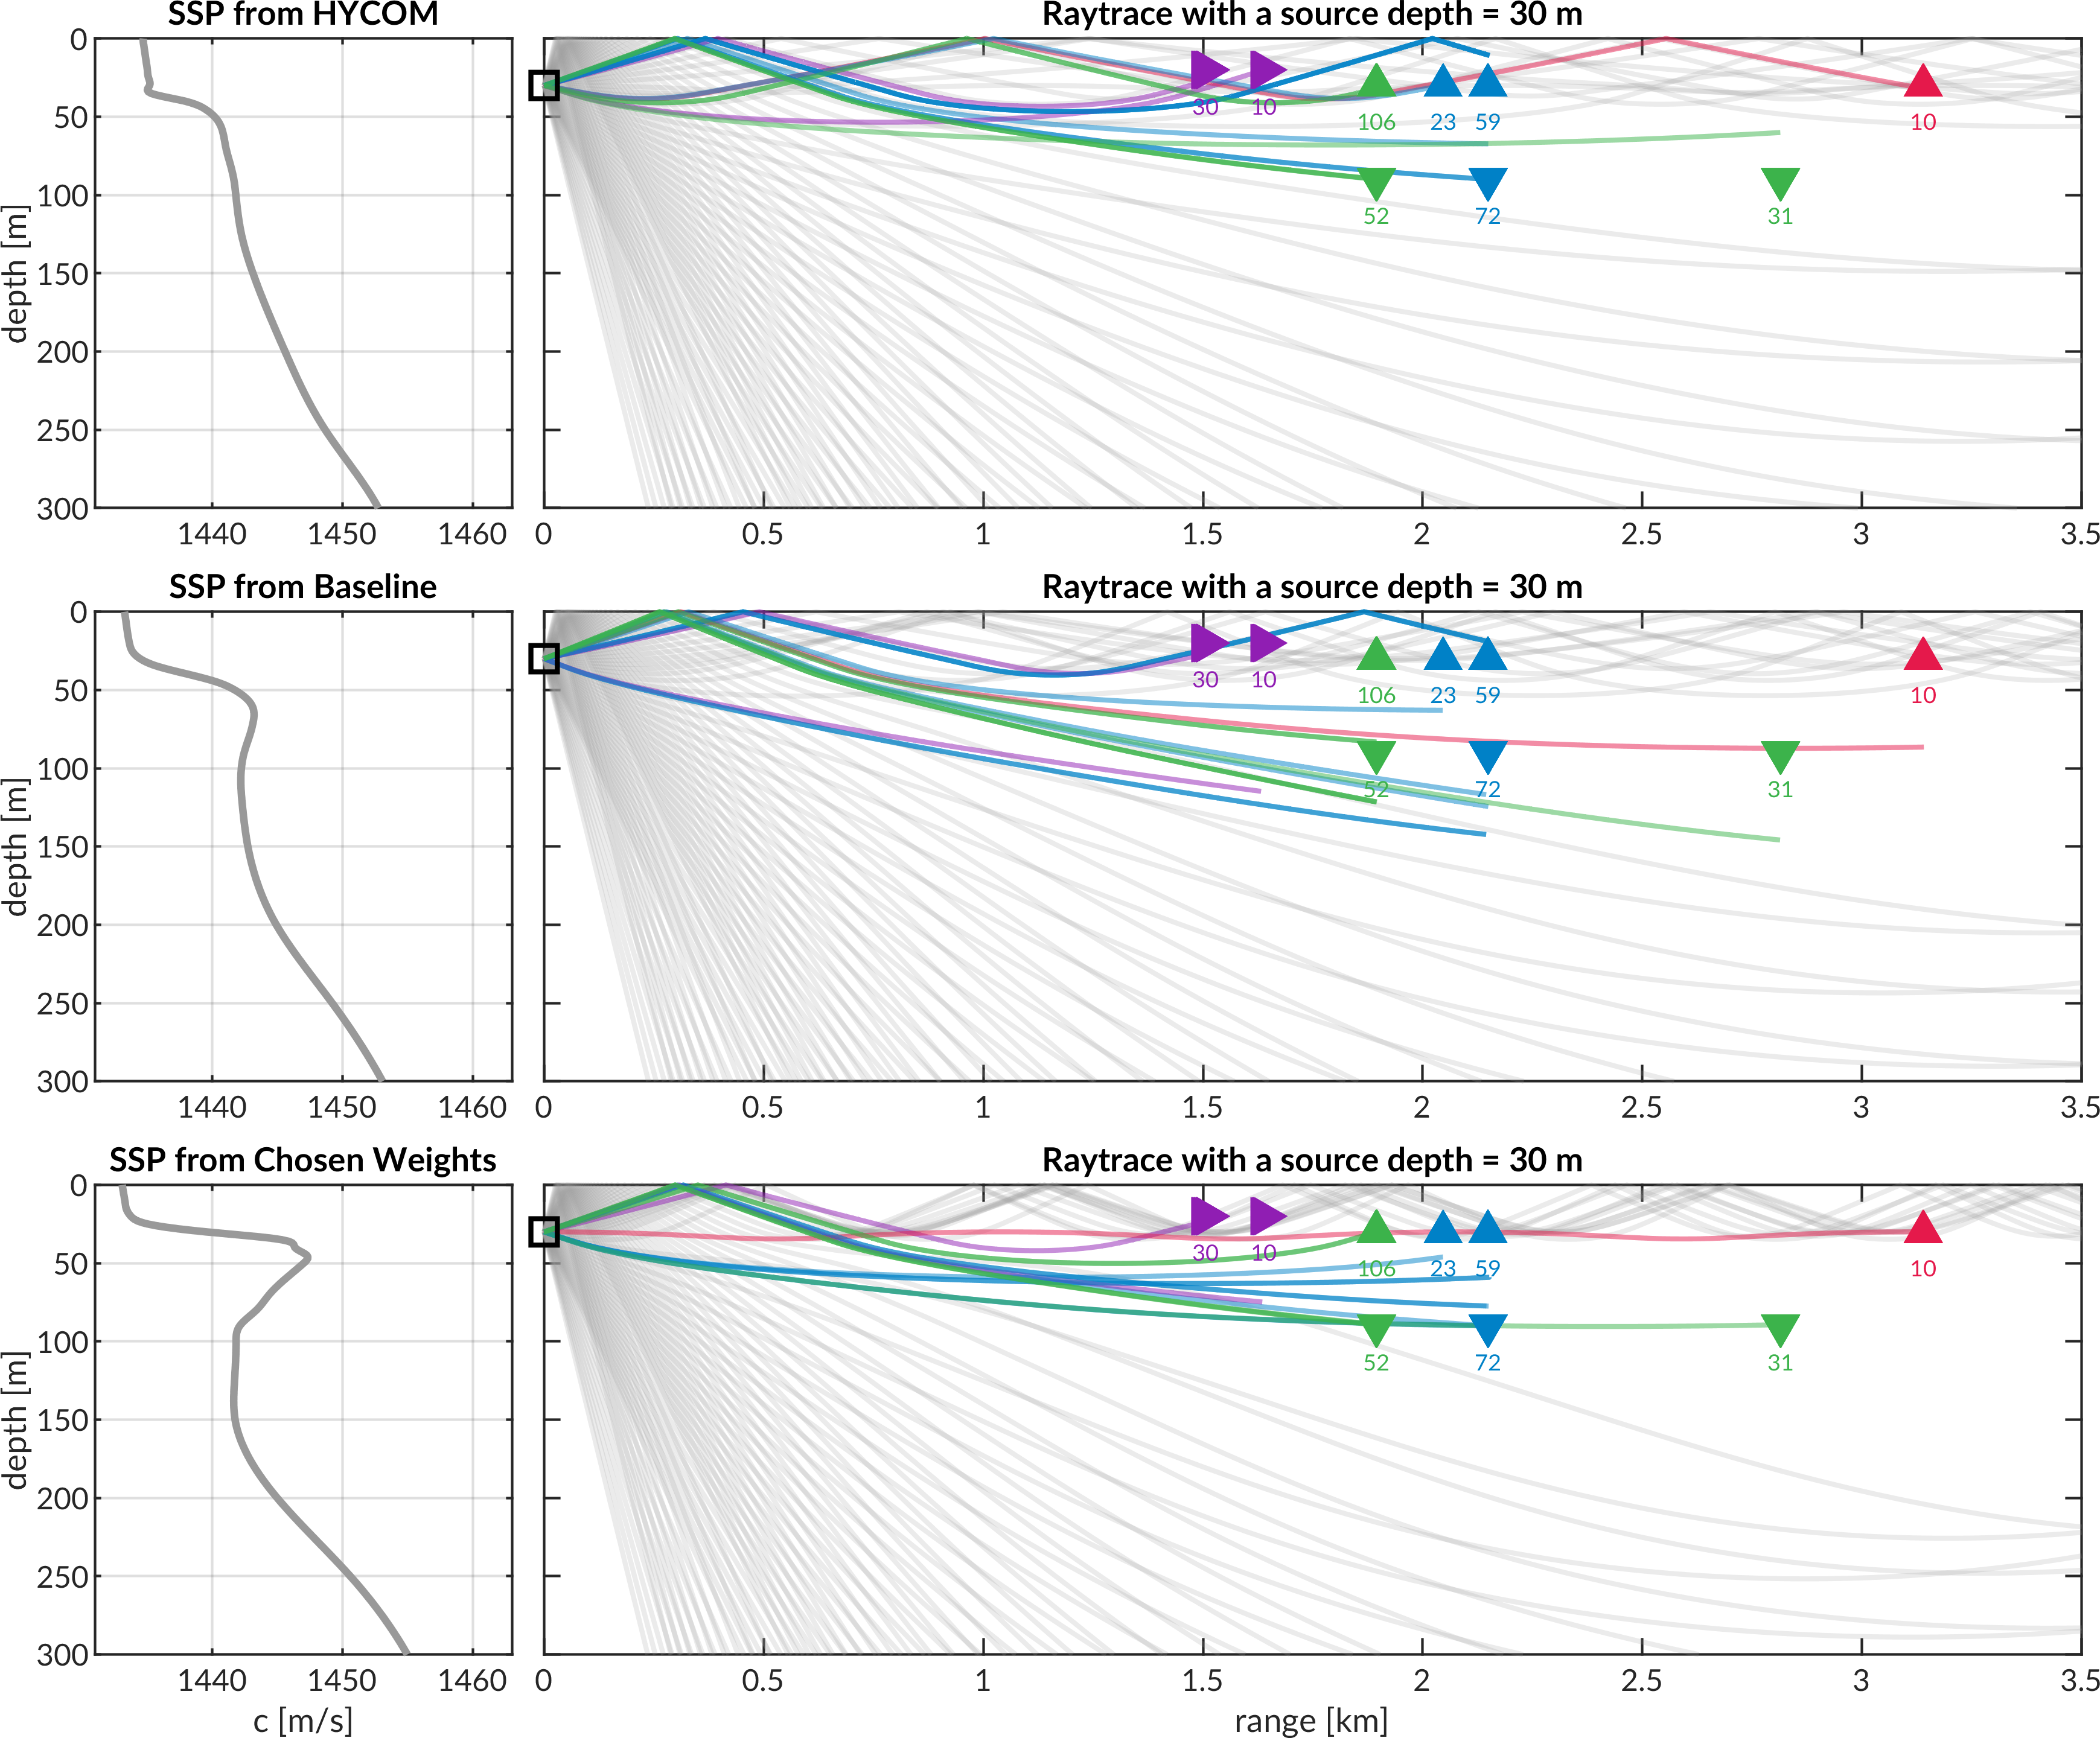 SSP from HYCOM
Raytrace with a source depth = 30 m
0
50
100
150
200
250
300
depth [m]
1440 1450 1460
30 10 106 23 59 10
52 72 31
0 0.5 1 1.5 2 2.5 3 3.5
SSP from Baseline
Raytrace with a source depth = 30 m
0
50
100
150
200
250
300
depth [m]
1440 1450 1460
30 10 106 23 59 10
52 72 31
0 0.5 1 1.5 2 2.5 3 3.5
SSP from Chosen Weights
Raytrace with a source depth = 30 m
0
50
100
150
200
250
300
depth [m]
1440 1450 1460
c [m/s]
30 10 106 23 59 10
52 72 31
0 0.5 1 1.5 2 2.5 3 3.5
range [km]